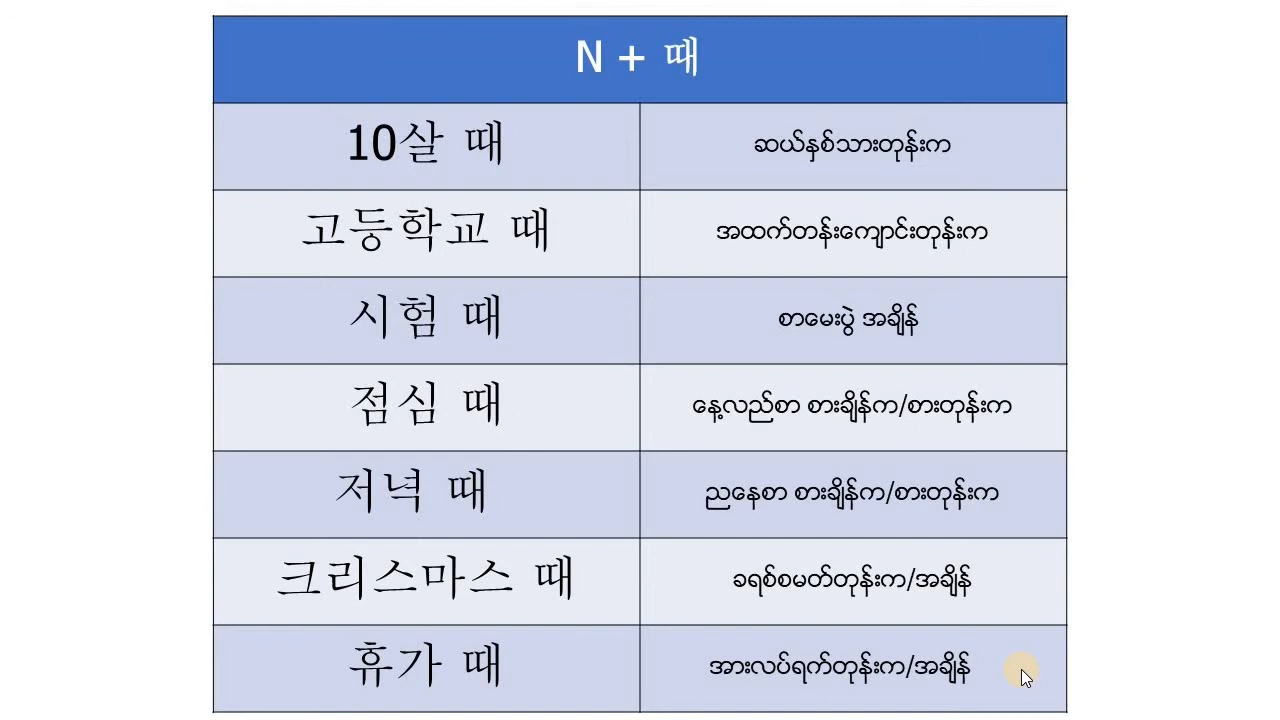 N + 때
10살 때
ဆယ်နှစ်သားတုန်းက
고등학교 때
အထက်တန်းကျောင်းတုန်းက
시험 때
စာမေးပွဲ အချိန်
점심 때
နေ့လည်စာ စားချိန်က/စားတုန်းက
저녁 때
ညနေစာ စားချိန်က/စားတုန်းက
크리스마스 때
ခရစ်စမတ်တုန်းက/အချိန်
휴가 때
အားလပ်ရက်တုန်းက/အချိန်